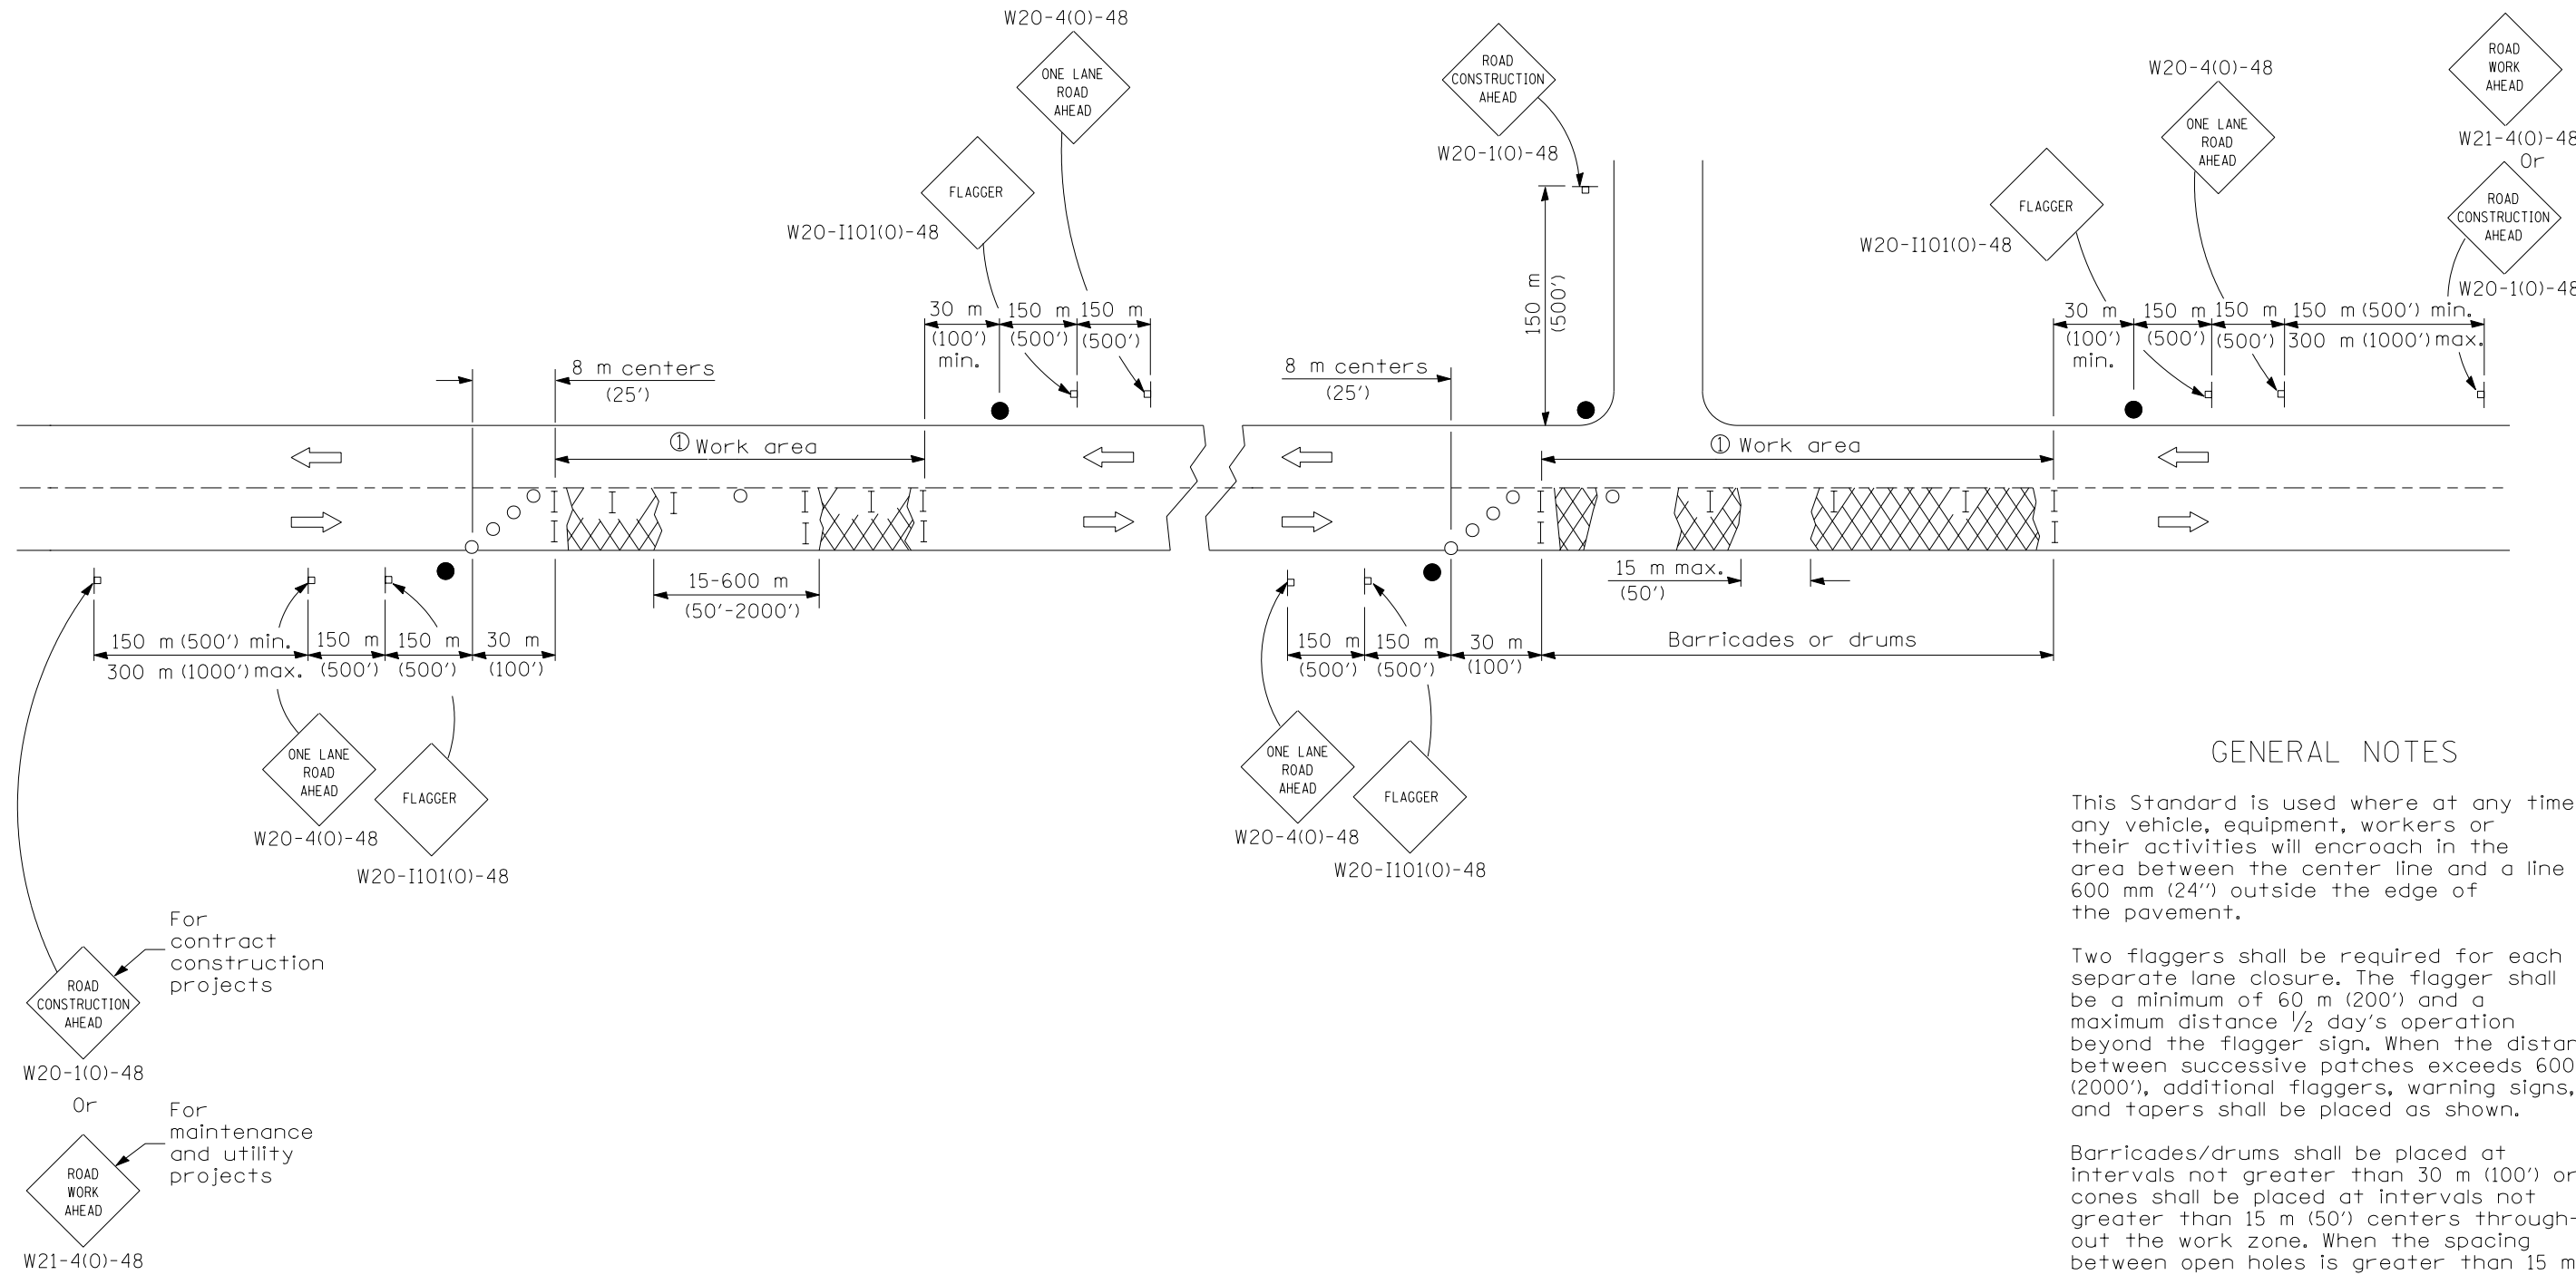 W20-4(O)-48
ONE LANE
ROAD
AHEAD
FLAGGER
W20-I101(O)-48
ROAD
CONSTRUCTION
AHEAD
W20-1(O)-48
W20-4(O)-48
ONE LANE
ROAD
AHEAD
FLAGGER
W20-I101(O)-48
ROAD
WORK
AHEAD
W21-4(O)-48
Or
ROAD
CONSTRUCTION
AHEAD
W20-1(O)-48
30 m
(100')
min.
150 m
(500')
150 m
(500')
150 m
(500')
30 m
(100')
min.
150 m
(500')
150 m
(500')
150 m (500') min.
300 m (1000') max.
8 m centers
(25')
8 m centers
(25')
① Work area
① Work area
15-600 m
(50'-2000')
15 m max.
(50')
150 m (500') min.
300 m (1000') max.
150 m
(500')
150 m
(500')
30 m
(100')
150 m
(500')
150 m
(500')
30 m
(100')
Barricades or drums
ONE LANE
ROAD
AHEAD
W20-4(O)-48
FLAGGER
W20-I101(O)-48
ONE LANE
ROAD
AHEAD
W20-4(O)-48
FLAGGER
W20-I101(O)-48
For
contract
construction
projects
ROAD
CONSTRUCTION
AHEAD
W20-1(O)-48
Or
For
maintenance
and utility
projects
ROAD
WORK
AHEAD
W21-4(O)-48
GENERAL NOTES
This Standard is used where at any time
any vehicle, equipment, workers or
their activities will encroach in the
area between the center line and a line
600 mm (24'') outside the edge of
the pavement.
Two flaggers shall be required for each
separate lane closure. The flagger shall
be a minimum of 60 m (200') and a
maximum distance 1/2 day's operation
beyond the flagger sign. When the distan
between successive patches exceeds 600
(2000'), additional flaggers, warning signs,
and tapers shall be placed as shown.
Barricades/drums shall be placed at
intervals not greater than 30 m (100') or
cones shall be placed at intervals not
greater than 15 m (50') centers through-
out the work zone. When the spacing
between open holes is greater than 15 m